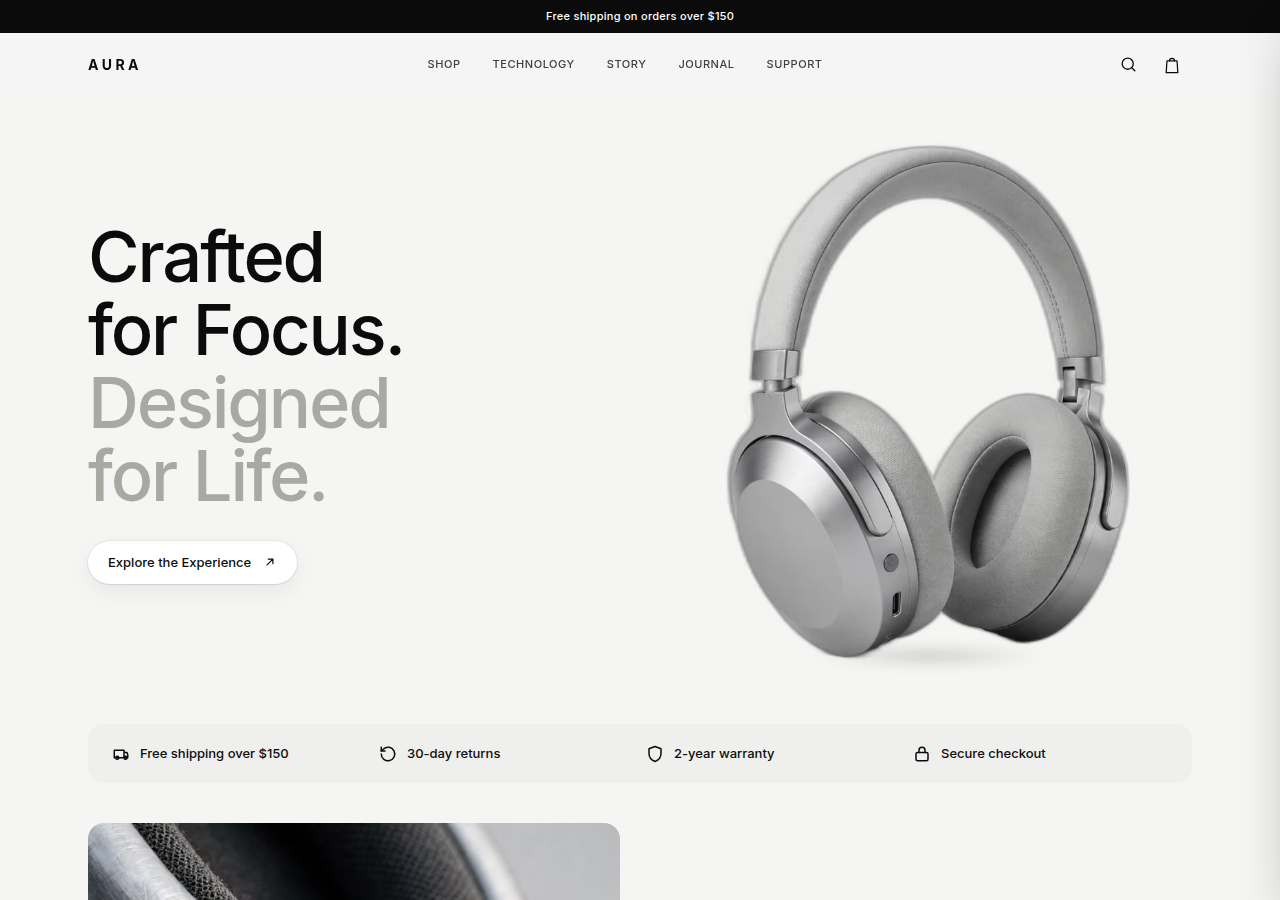 Free shipping on orders over $150
AURA
SHOP TECHNOLOGY STORY JOURNAL SUPPORT
Crafted
for Focus.
Designed
for Life.
Explore the Experience
Free shipping over $150
30-day returns
2-year warranty
Secure checkout